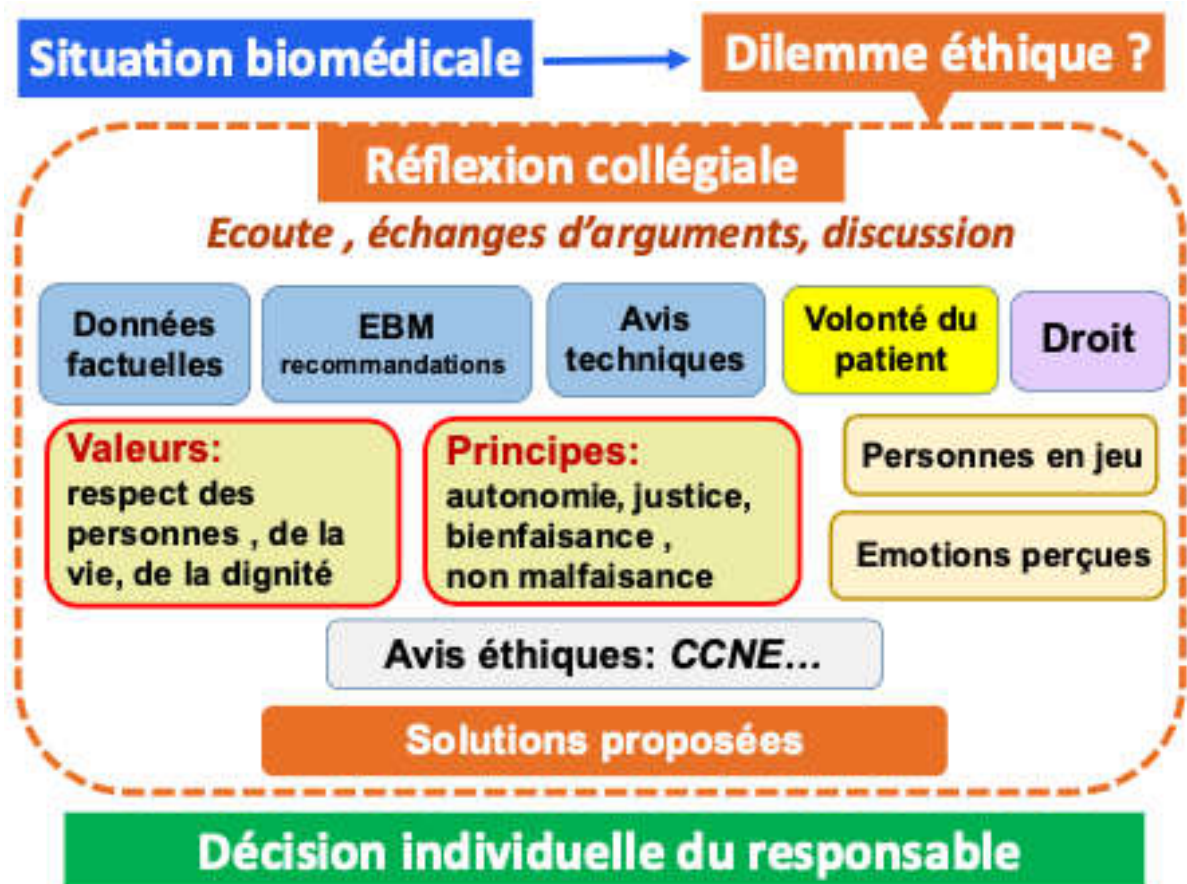 Situation biomédicale
Dilemme éthique ?
Réflexion collégiale
Ecoute , échanges d’arguments, discussion
Données
factuelles
EBM
recommandations
Avis
techniques
Volonté du
patient
Droit
Valeurs:
respect des
personnes , de la
vie, de la dignité
Principes:
autonomie, justice,
bienfaisance ,
non malfaisance
Personnes en jeu
Emotions perçues
Avis éthiques: CCNE…
Solutions proposées
Décision individuelle du responsable